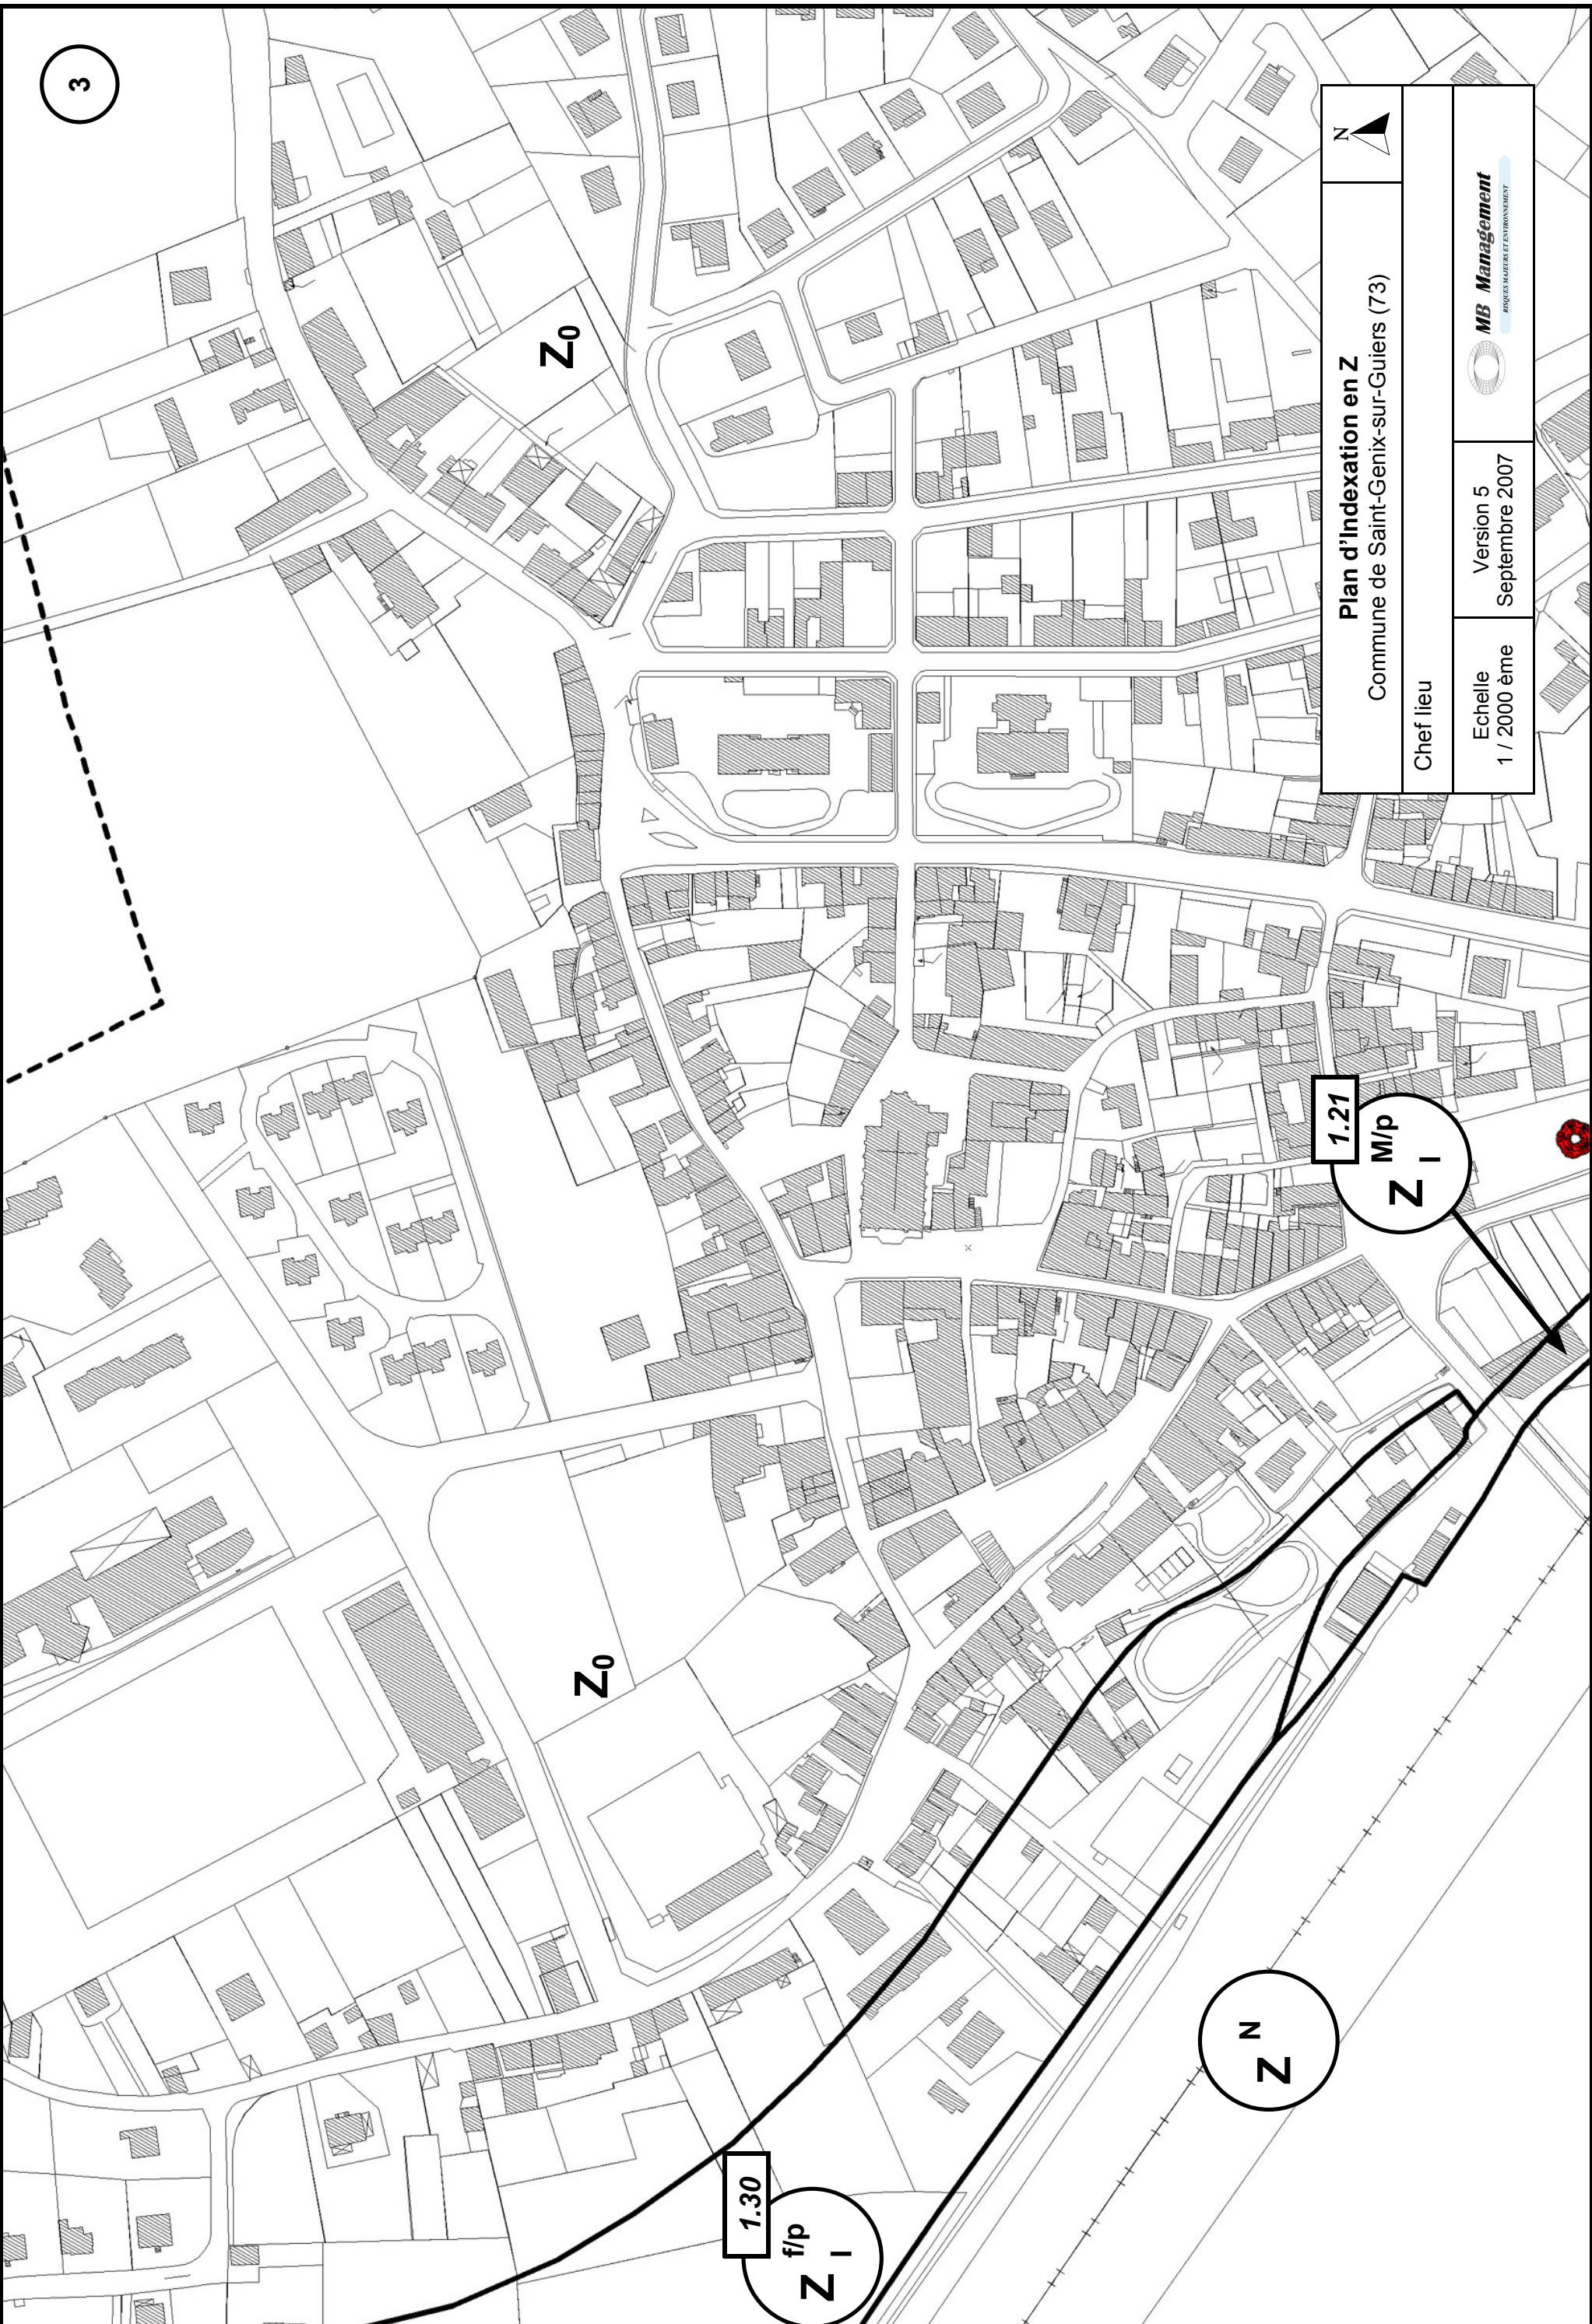 3
Z0
Z0
1.21
M/p
Z
I
1.30
f/p
Z
I
N
Z
Plan d'Indexation en Z
Commune de Saint-Genix-sur-Guiers (73)
N
Chef lieu
Echelle
1 / 2000 ème
Version 5
Septembre 2007
MB Management
RISQUES MAJEURS ET ENVIRONNEMENT